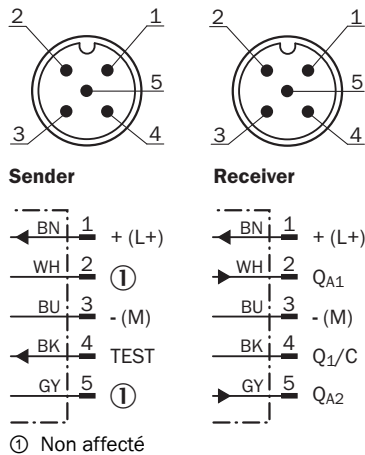 2 1
5
3 4
2 1
5
3 4
Sender
BN 1 + (L+)
WH 2 ①
BU 3 - (M)
BK 4 TEST
GY 5 ①
① Non affecté
Receiver
BN 1 + (L+)
WH 2 QA1
BU 3 - (M)
BK 4 Q1/C
GY 5 QA2